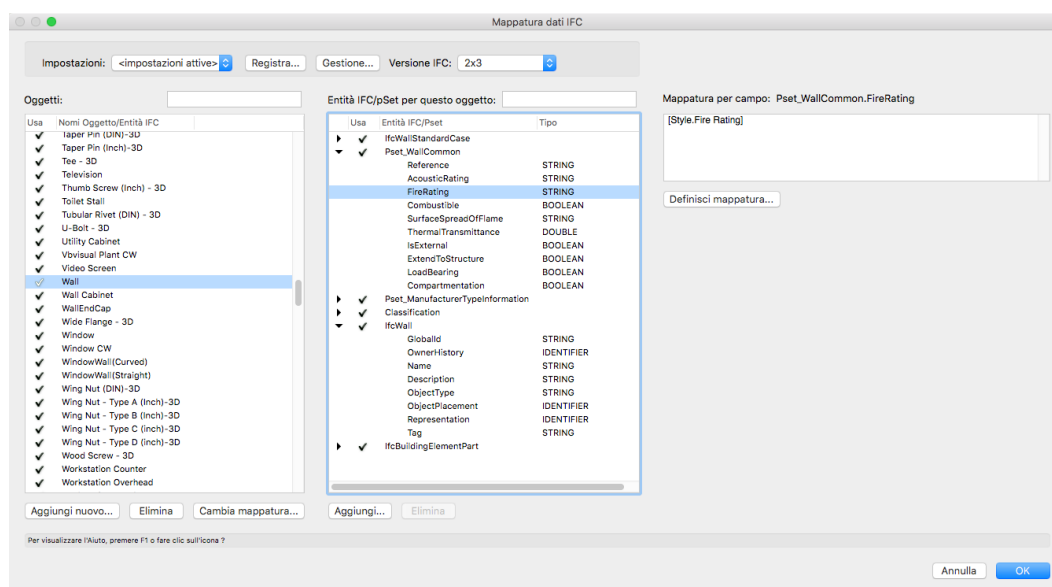 Mappatura dati IFC
Impostazioni: <impostazioni attive> Registra... Gestione... Versione IFC: 2x3
Oggetti:
Usa Nomi Oggetto/Entità IFC
Taper Pin (DIN)-3D
Taper Pin (Inch)-3D
Tee - 3D
Television
Thumb Screw (Inch) - 3D
Toilet Stall
Tubular Rivet (DIN) - 3D
U-Bolt - 3D
Utility Cabinet
Vbvisual Plant CW
Video Screen
Wall
Wall Cabinet
WallEndCap
Wide Flange - 3D
Window
Window CW
WindowWall(Curved)
WindowWall(Straight)
Wing Nut (DIN)-3D
Wing Nut - Type A (Inch)-3D
Wing Nut - Type B (Inch)-3D
Wing Nut - Type C (inch)-3D
Wing Nut - Type D (inch)-3D
Wood Screw - 3D
Workstation Counter
Workstation Overhead
Aggiungi nuovo... Elimina Cambia mappatura...
Entità IFC/pSet per questo oggetto:
Usa Entità IFC/Pset Tipo
IfcWallStandardCase
Pset_WallCommon
Reference STRING
AcousticRating STRING
FireRating STRING
Combustible BOOLEAN
SurfaceSpreadOfFlame STRING
ThermalTransmittance DOUBLE
IsExternal BOOLEAN
ExtendToStructure BOOLEAN
LoadBearing BOOLEAN
Compartmentation BOOLEAN
Pset_ManufacturerTypeInformation
Classification
IfcWall
GlobalId STRING
OwnerHistory IDENTIFIER
Name STRING
Description STRING
ObjectType STRING
ObjectPlacement IDENTIFIER
Representation IDENTIFIER
Tag STRING
IfcBuildingElementPart
Aggiungi... Elimina
Mappatura per campo: Pset_WallCommon.FireRating
[Style.Fire Rating]
Definisci mappatura...
Per visualizzare l'Aiuto, premere F1 o fare clic sull'icona ?
Annulla OK